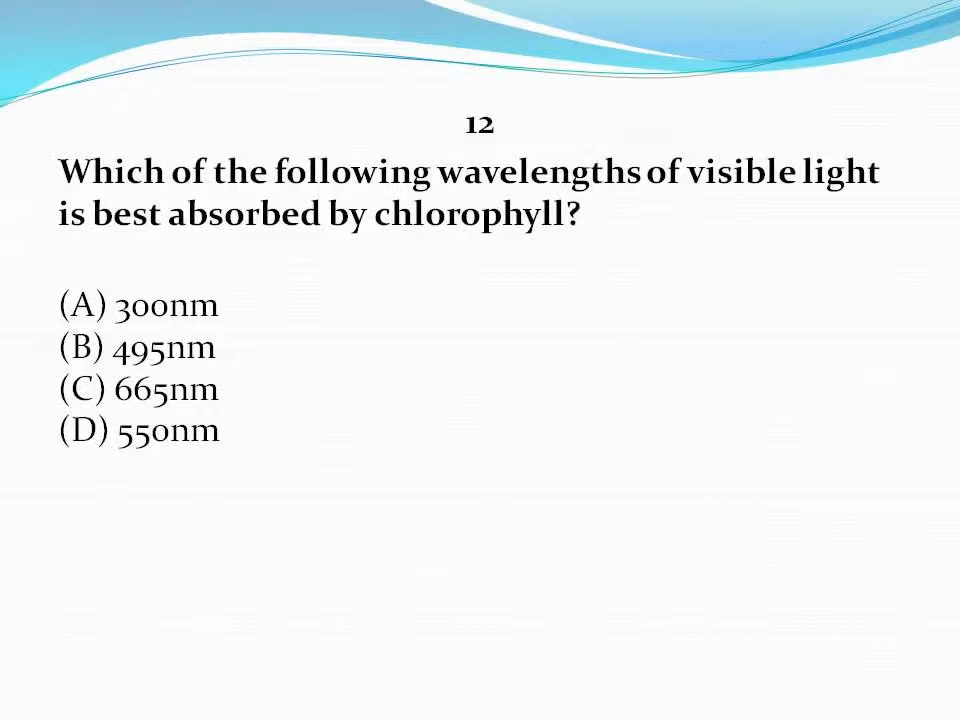 12
Which of the following wavelengths of visible light
is best absorbed by chlorophyll?
(A) 300nm
(B) 495nm
(C) 665nm
(D) 550nm